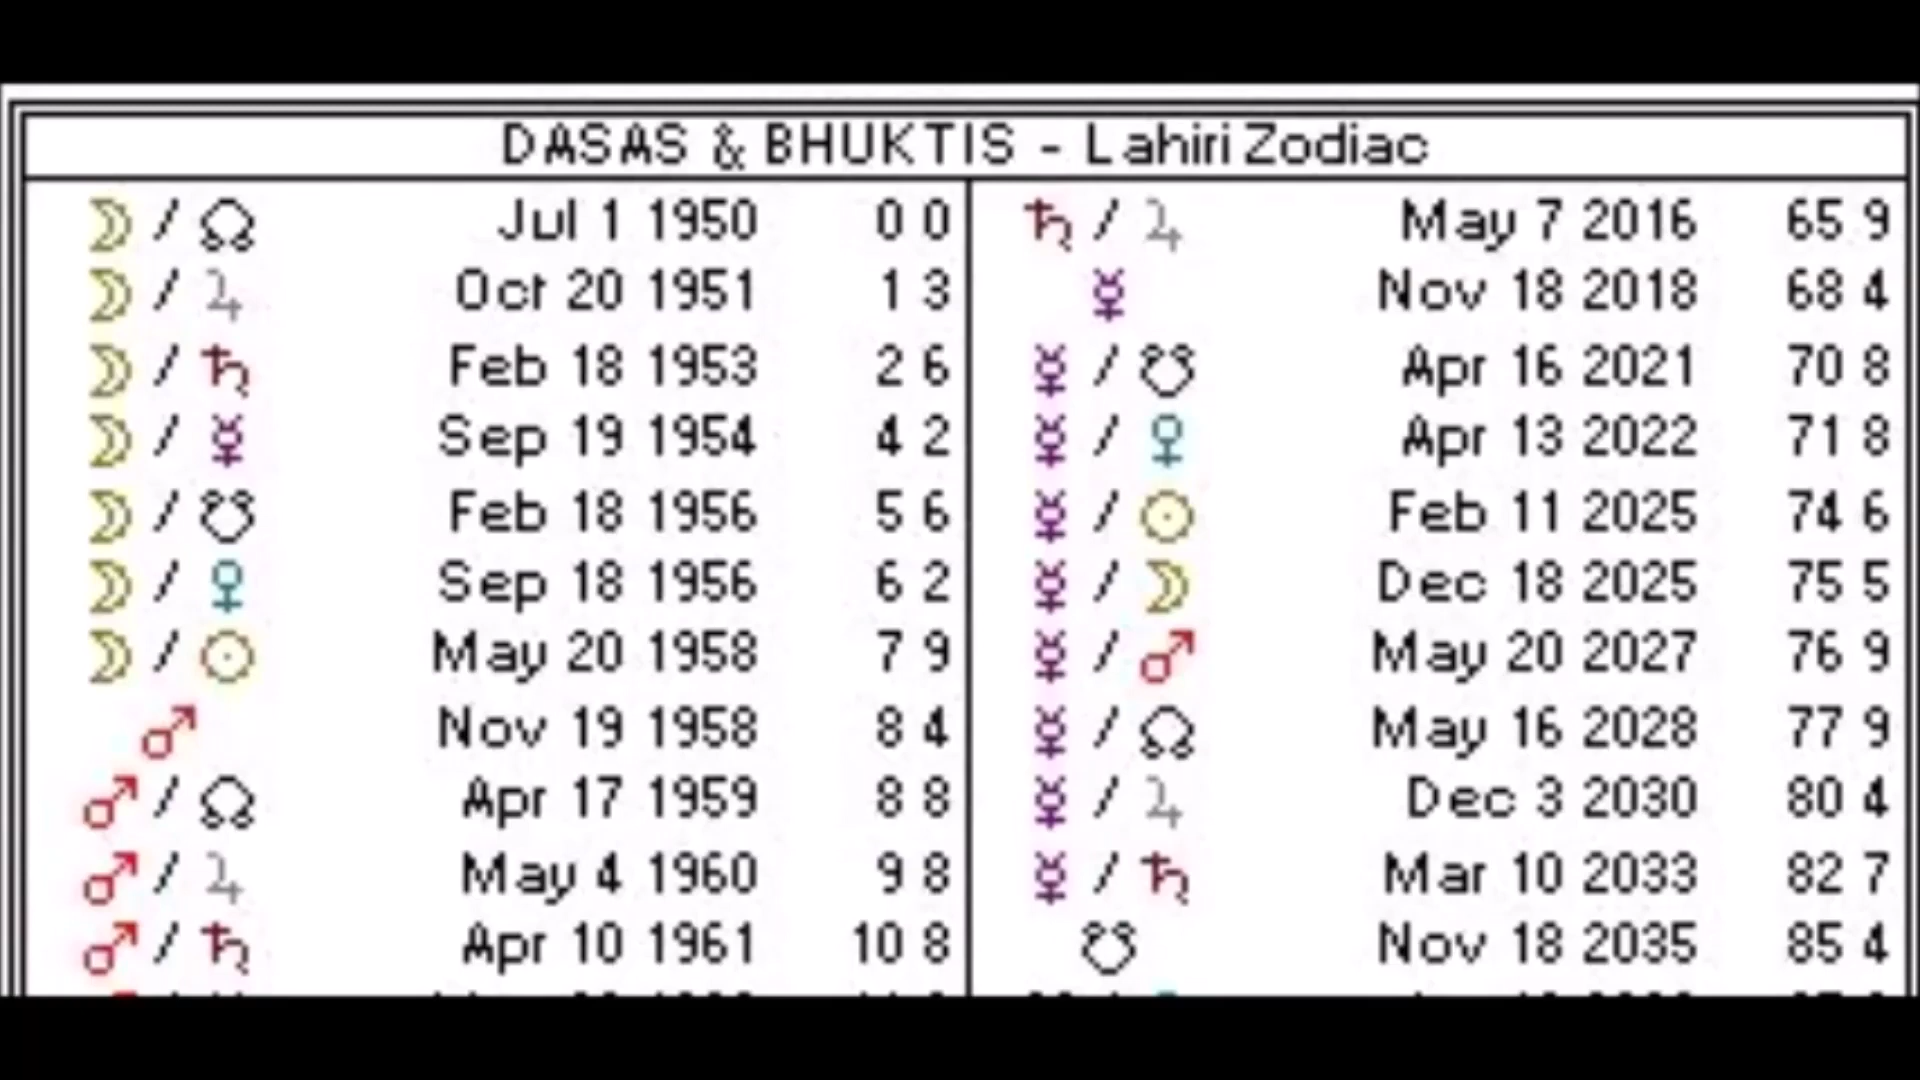 DASAS & BHUKTIS - Lahiri Zodiac
☽ / ☊ Jul 1 1950 0 0
☽ / ♃ Oct 20 1951 1 3
☽ / ♄ Feb 18 1953 2 6
☽ / ☿ Sep 19 1954 4 2
☽ / ☋ Feb 18 1956 5 6
☽ / ♀ Sep 18 1956 6 2
☽ / ☉ May 20 1958 7 9
♂ Nov 19 1958 8 4
♂ / ☊ Apr 17 1959 8 8
♂ / ♃ May 4 1960 9 8
♂ / ♄ Apr 10 1961 10 8
♄ / ♃ May 7 2016 65 9
☿ Nov 18 2018 68 4
☿ / ☋ Apr 16 2021 70 8
☿ / ♀ Apr 13 2022 71 8
☿ / ☉ Feb 11 2025 74 6
☿ / ☽ Dec 18 2025 75 5
☿ / ♂ May 20 2027 76 9
☿ / ☊ May 16 2028 77 9
☿ / ♃ Dec 3 2030 80 4
☿ / ♄ Mar 10 2033 82 7
☋ Nov 18 2035 85 4